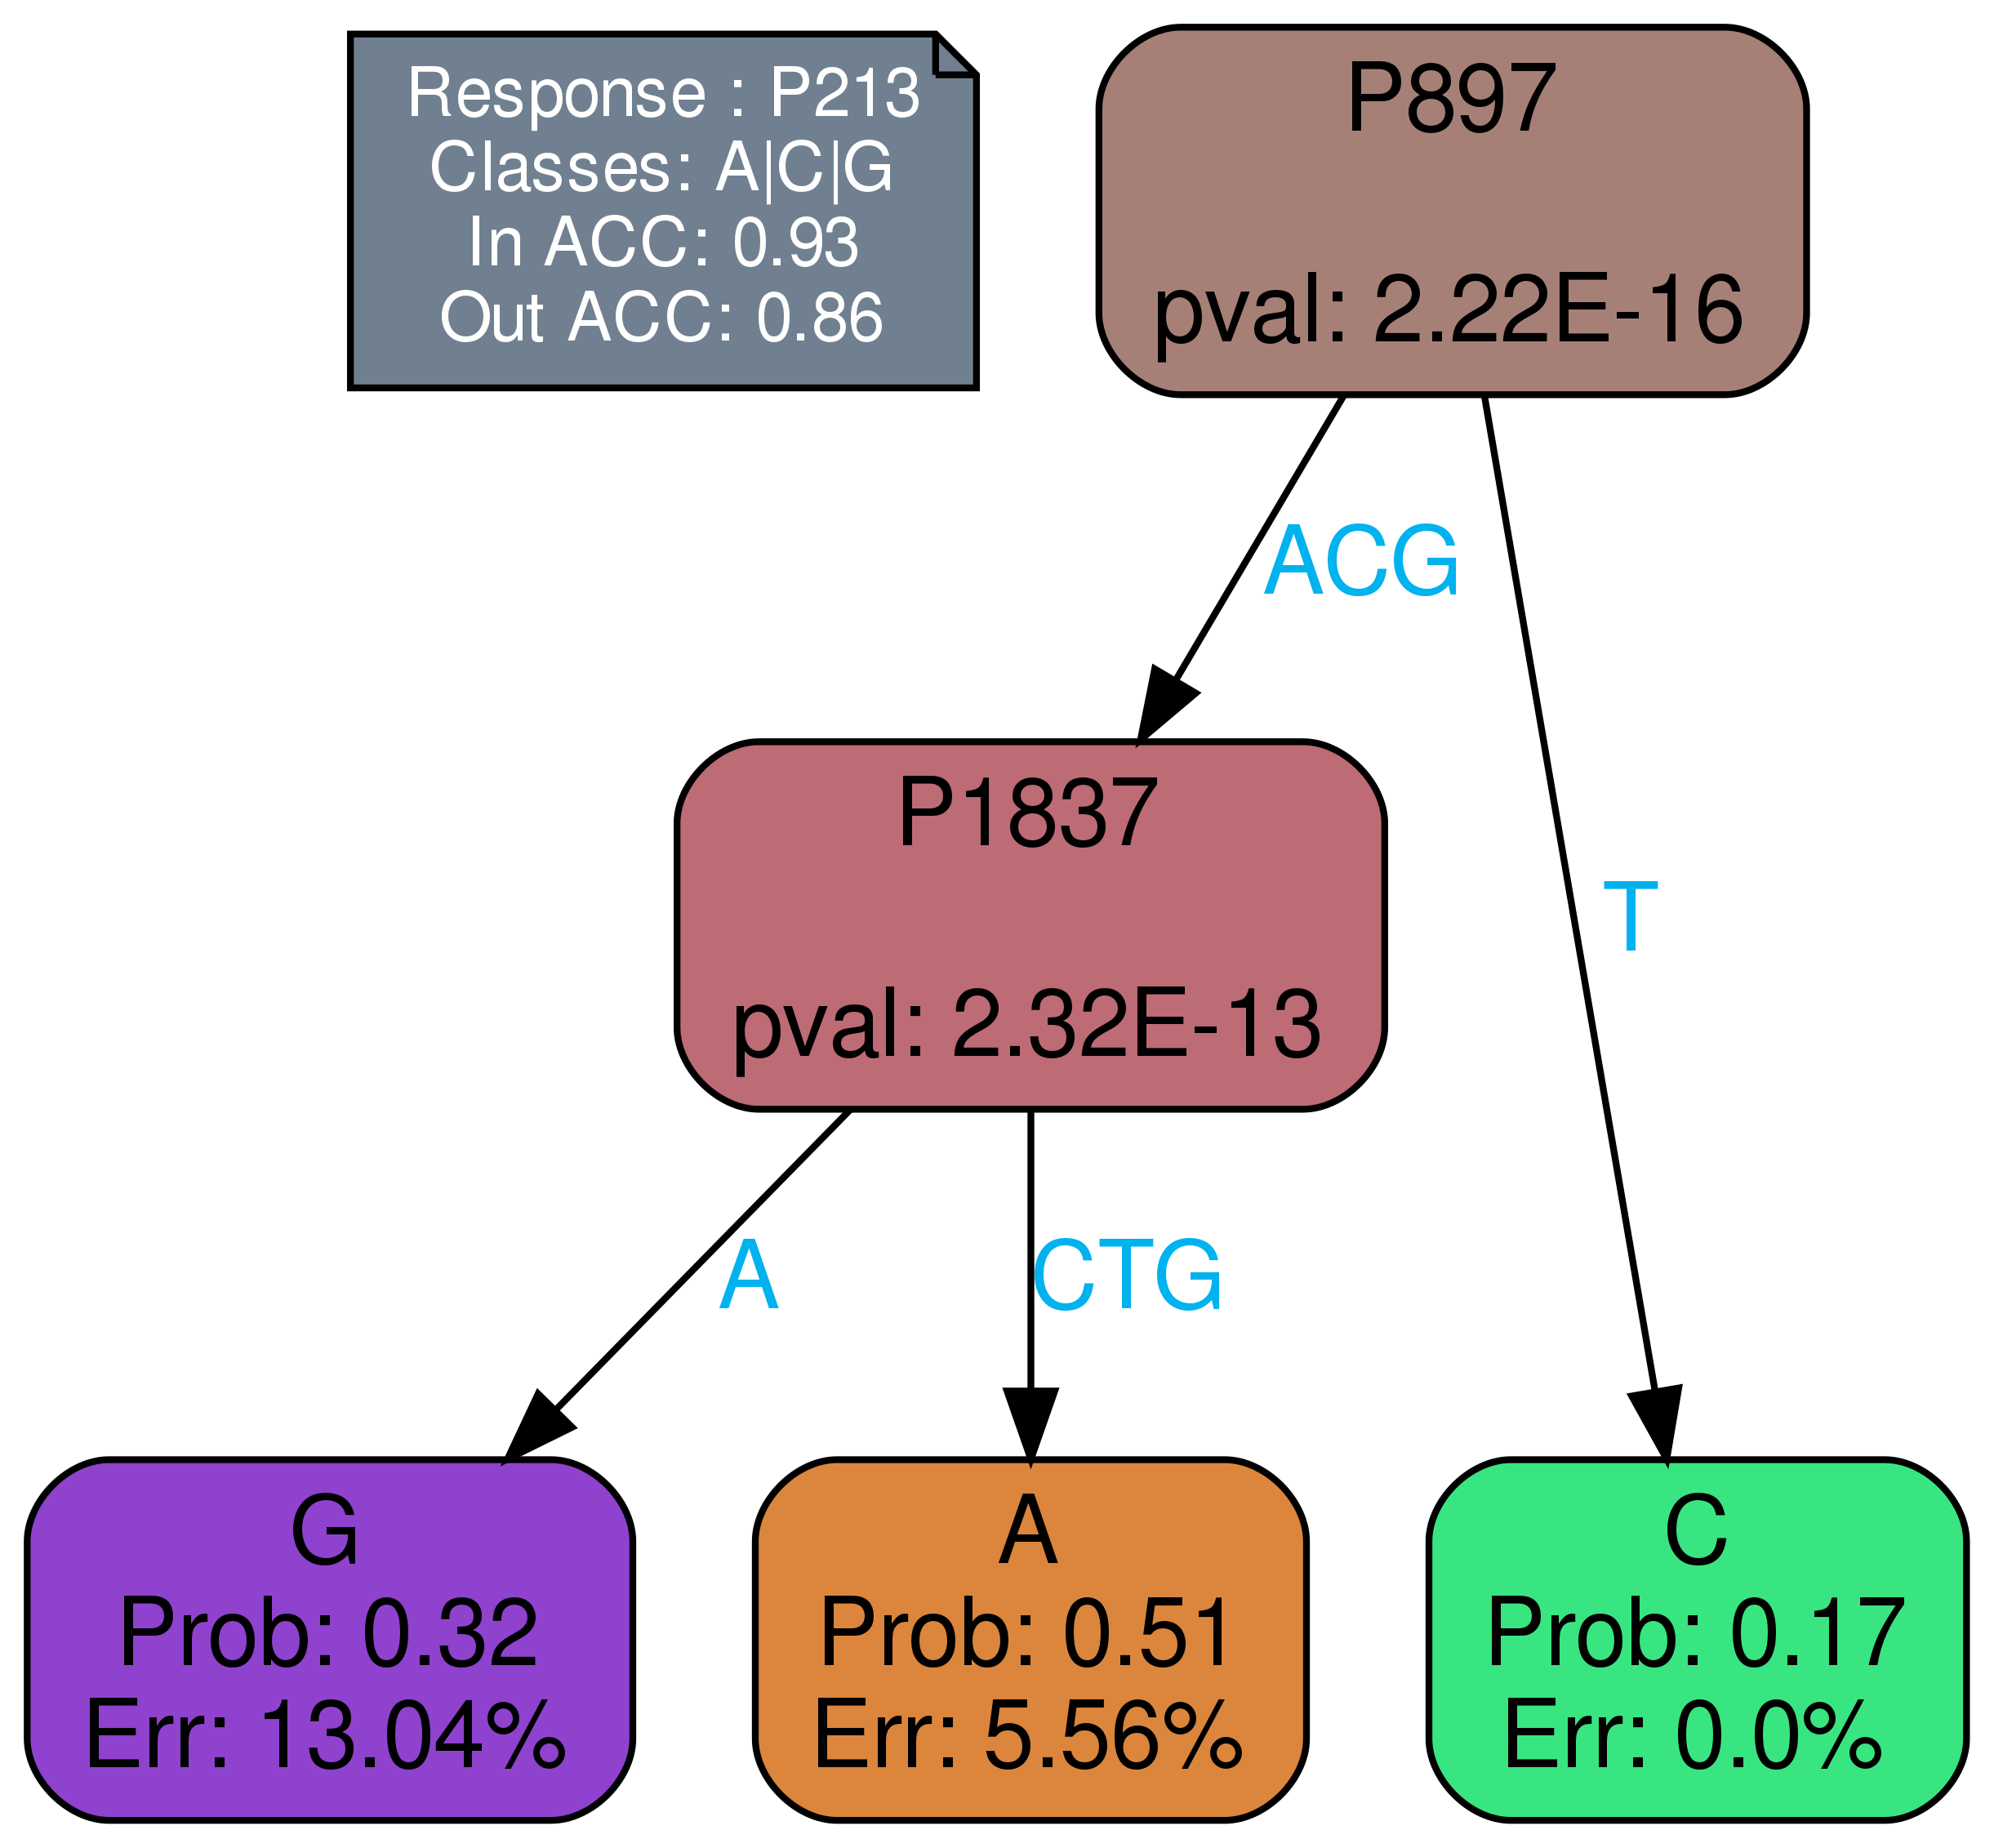 Response : P213
Classes: A|C|G
In ACC: 0.93
Out ACC: 0.86
P897
pval: 2.22E-16
ACG
P1837
pval: 2.32E-13
T
A
CTG
G
Prob: 0.32
Err: 13.04%
A
Prob: 0.51
Err: 5.56%
C
Prob: 0.17
Err: 0.0%